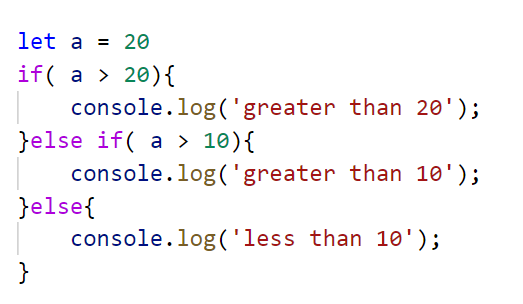 let a = 20
if( a > 20){
    console.log('greater than 20');
}else if( a > 10){
    console.log('greater than 10');
}else{
    console.log('less than 10');
}